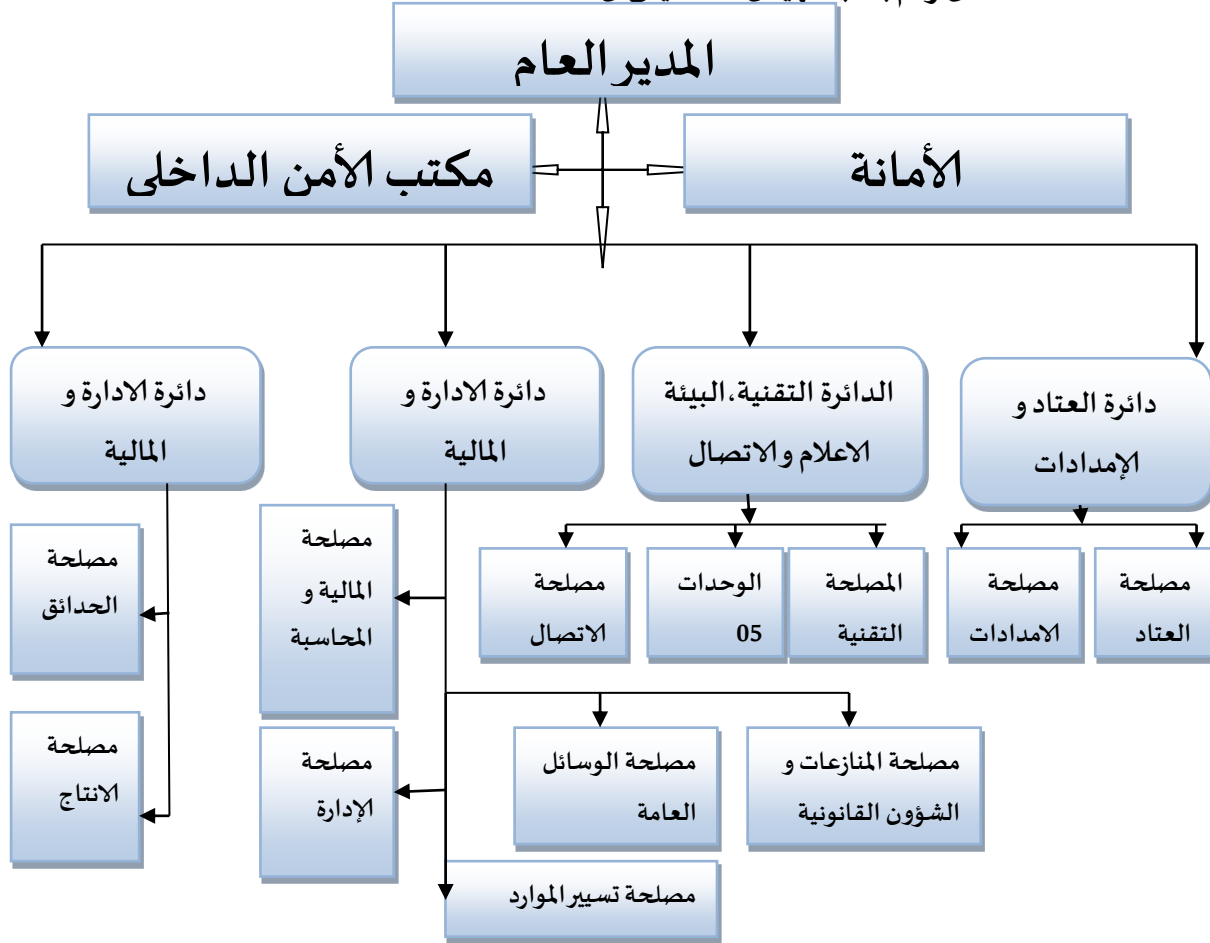 المدير العام
الأمانة
مكتب الأمن الداخلي
دائرة العتاد و
الإمدادات
الدائرة التقنية،البيئة
الاعلام والاتصال
دائرة الادارة و
المالية
دائرة الادارة و
المالية
مصلحة
العتاد
مصلحة
الامدادات
المصلحة
التقنية
الوحدات
05
مصلحة
الاتصال
مصلحة
المالية و
المحاسبة
مصلحة
الحدائق
مصلحة المنازعات و
الشؤون القانونية
مصلحة الوسائل
العامة
مصلحة
الإدارة
مصلحة
الانتاج
مصلحة تسيير الموارد